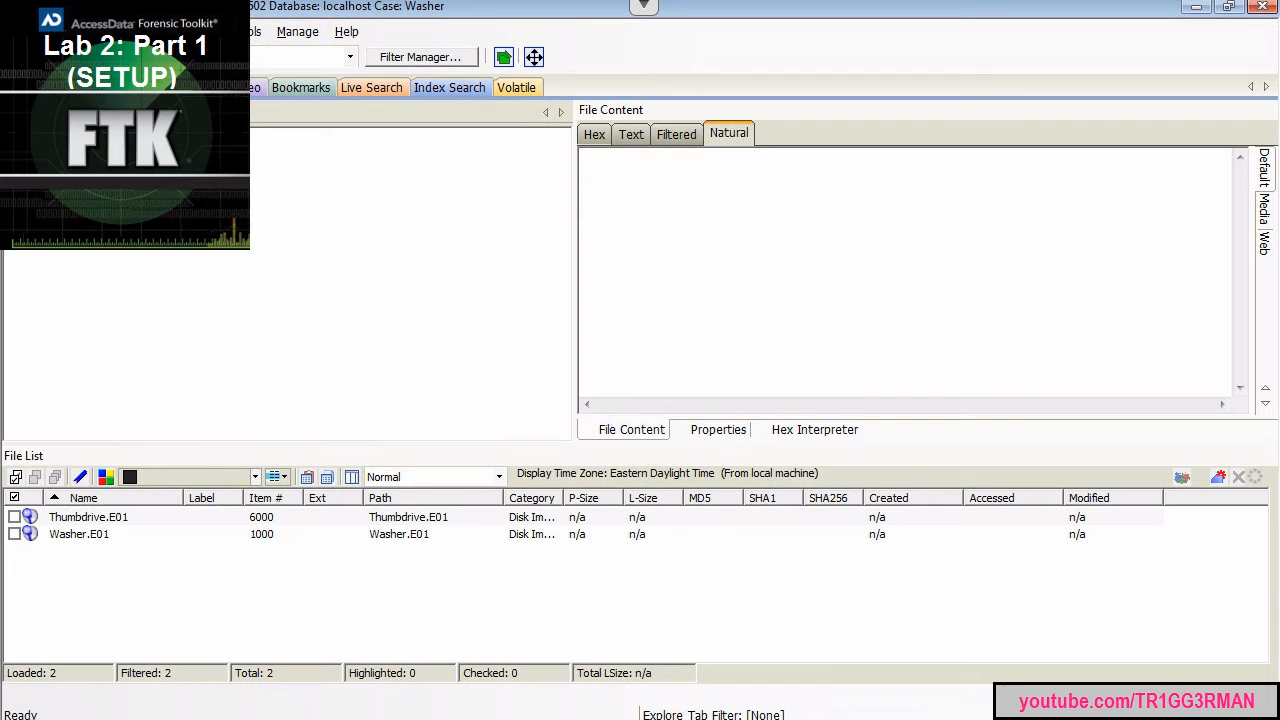 502 Database: localhost Case: Washer
AD AccessData Forensic Toolkit®
Lab 2: Part 1
(SETUP)
FTK
ols Manage Help
Filter Manager...
eo Bookmarks Live Search Index Search Volatile
File Content
Hex Text Filtered Natural
Default
Media
Web
File Content Properties Hex Interpreter
File List
Normal
Display Time Zone: Eastern Daylight Time (From local machine)
Name Label Item # Ext Path Category P-Size L-Size MD5 SHA1 SHA256 Created Accessed Modified
Thumbdrive.E01 6000 Thumbdrive.E01 Disk Im... n/a n/a n/a n/a
Washer.E01 1000 Washer.E01 Disk Im... n/a n/a n/a n/a
Loaded: 2 Filtered: 2 Total: 2 Highlighted: 0 Checked: 0 Total LSize: n/a
Ready
Explore Tab Filter: [None]
youtube.com/TR1GG3RMAN